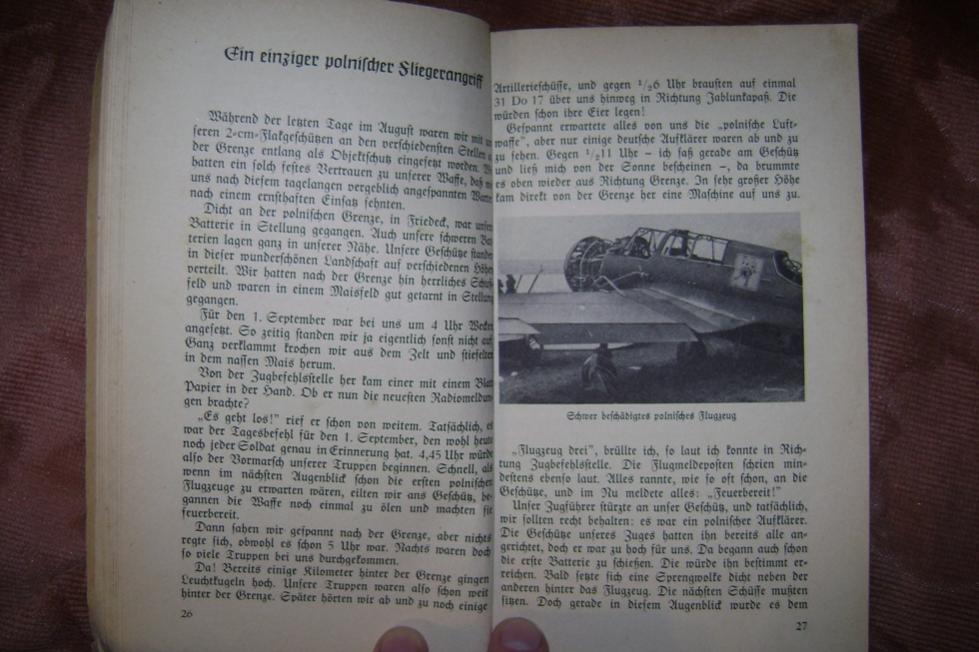 Ein einziger polnischer Fliegerangriff
Während der letzten Tage im August waren wir mit
seren 2-cm-Flakgeschützen an den verschiedensten Stellen
der Grenze entlang als Objektschutz eingesetzt worden.
hatten ein solch festes Vertrauen zu unserer Waffe, daß
uns nach diesem tagelangen vergeblich angespannten
nach einem ernsthaften Einsatz sehnten.
Dicht an der polnischen Grenze, in Friedeck, war
Batterie in Stellung gegangen. Auch unsere schweren
terien lagen ganz in unserer Nähe. Unsere Geschütze
in dieser wunderschönen Landschaft auf verschiedenen Höhen
verteilt. Wir hatten nach der Grenze hin herrliches
feld und waren in einem Maisfeld gut getarnt in Stellung
gegangen.
Für den 1. September war bei uns um 4 Uhr Wecken
angesetzt. So zeitig standen wir ja eigentlich sonst nicht
Ganz verklammt krochen wir aus dem Zelt und stiefelten
in dem nassen Mais herum.
Von der Zugbefehlsstelle her kam einer mit einem
Papier in der Hand. Ob er nun die neuesten Radiomeldun-
gen brachte?
„Es geht los!" rief er schon von weitem. Tatsächlich, es
war der Tagesbefehl für den 1. September, den wohl heute
noch jeder Soldat genau in Erinnerung hat. 4,45 Uhr würde
also der Vormarsch unserer Truppen beginnen. Schnell, als
wenn im nächsten Augenblick schon die ersten polnischen
Flugzeuge zu erwarten wären, eilten wir ans Geschütz, be-
gannen die Waffe noch einmal zu ölen und machten sie
feuerbereit.
Dann sahen wir gespannt nach der Grenze, aber nichts
regte sich, obwohl es schon 5 Uhr war. Nachts waren doch
so viele Truppen bei uns durchgekommen.
Da! Bereits einige Kilometer hinter der Grenze gingen
Leuchtkugeln hoch. Unsere Truppen waren also schon weit
hinter der Grenze. Später hörten wir ab und zu noch einige
26
Artillerieschüsse, und gegen 1/26 Uhr brausten auf einmal
31 Do 17 über uns hinweg in Richtung Jablunkapaß. Die
würden schon ihre Eier legen!
Gespannt erwartete alles von uns die „polnische Luft-
waffe", aber nur einige deutsche Aufklärer waren ab und zu
zu sehen. Gegen 1/211 Uhr – ich saß gerade am Geschütz
und ließ mich von der Sonne bescheinen –, da brummte
es oben wieder aus Richtung Grenze. In sehr großer Höhe
kam direkt von der Grenze her eine Maschine auf uns zu.
Schwer beschädigtes polnisches Flugzeug
„Flugzeug drei", brüllte ich, so laut ich konnte in Rich-
tung Zugbefehlsstelle. Die Flugmeldeposten schrien min-
destens ebenso laut. Alles rannte, wie so oft schon, an die
Geschütze, und im Nu meldete alles: „Feuerbereit!"
Unser Zugführer stürzte an unser Geschütz, und tatsächlich,
wir sollten recht behalten: es war ein polnischer Aufklärer.
Die Geschütze unseres Zuges hatten ihn bereits alle an-
gerichtet, doch er war zu hoch für uns. Da begann auch schon
die erste Batterie zu schießen. Die würde ihn bestimmt er-
reichen. Bald setzte sich eine Sprengwolke dicht neben der
anderen hinter das Flugzeug. Die nächsten Schüsse mußten
sitzen. Doch gerade in diesem Augenblick wurde es dem
27